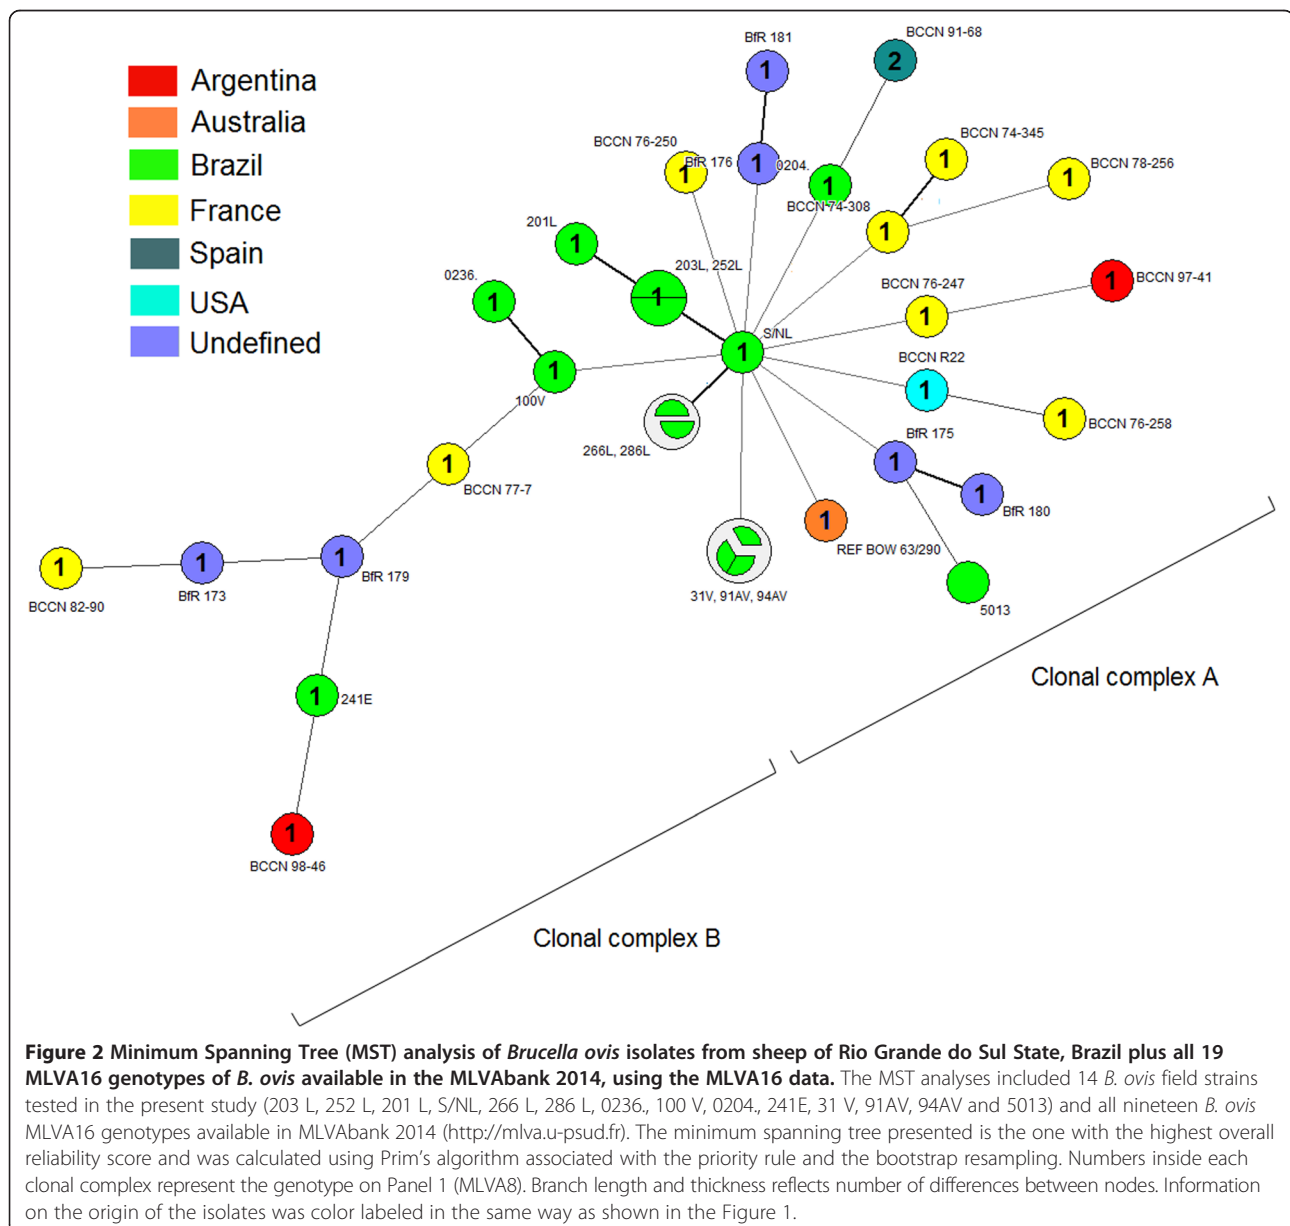 Argentina
Australia
Brazil
France
Spain
USA
Undefined
BfR 181
1
BCCN 91-68
2
BCCN 76-250
1
BfR 176
1
0204.
1
BCCN 74-308
1
BCCN 74-345
1
BCCN 78-256
1
201L
1
203L, 252L
1
0236.
1
BCCN 76-247
1
BCCN 97-41
1
S/NL
1
100V
1
BCCN R22
1
BCCN 76-258
1
266L, 286L
BfR 175
1
BfR 180
1
BCCN 77-7
1
REF BOW 63/290
1
31V, 91AV, 94AV
5013
BCCN 82-90
1
BfR 173
1
BfR 179
1
241E
1
BCCN 98-46
1
Clonal complex A
Clonal complex B
Figure 2 Minimum Spanning Tree (MST) analysis of Brucella ovis isolates from sheep of Rio Grande do Sul State, Brazil plus all 19
MLVA16 genotypes of B. ovis available in the MLVAbank 2014, using the MLVA16 data. The MST analyses included 14 B. ovis field strains
tested in the present study (203 L, 252 L, 201 L, S/NL, 266 L, 286 L, 0236., 100 V, 0204., 241E, 31 V, 91AV, 94AV and 5013) and all nineteen B. ovis
MLVA16 genotypes available in MLVAbank 2014 (http://mlva.u-psud.fr). The minimum spanning tree presented is the one with the highest overall
reliability score and was calculated using Prim's algorithm associated with the priority rule and the bootstrap resampling. Numbers inside each
clonal complex represent the genotype on Panel 1 (MLVA8). Branch length and thickness reflects number of differences between nodes. Information
on the origin of the isolates was color labeled in the same way as shown in the Figure 1.